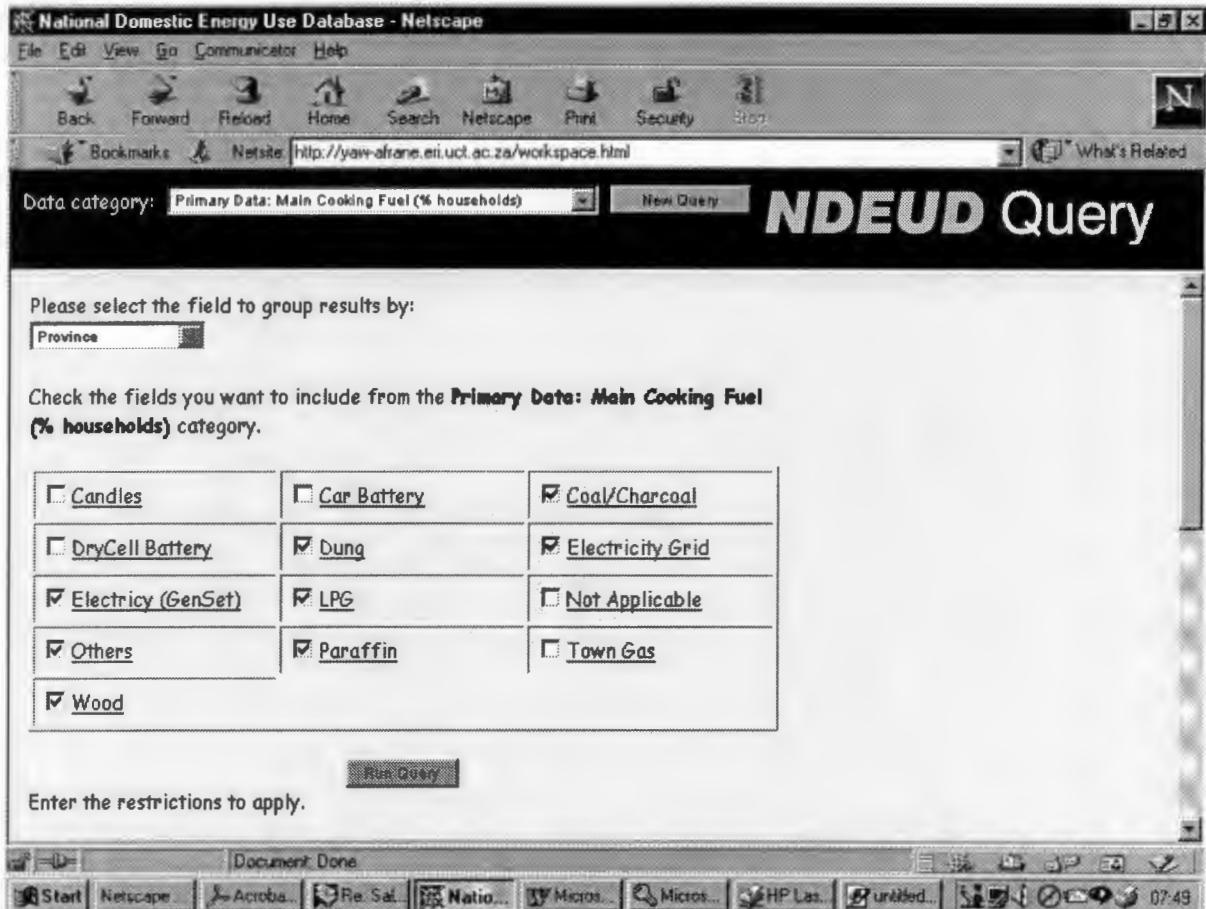 National Domestic Energy Use Database - Netscape
File Edit View Go Communicator Help
Back Forward Reload Home Search Netscape Print Security Stop
Bookmarks Netsite: http://yaw-afrane.eri.uct.ac.za/workspace.html What's Related
Data category: Primary Data: Main Cooking Fuel (% households) New Query NDEUD Query
Please select the field to group results by:
Province
Check the fields you want to include from the Primary Data: Main Cooking Fuel
(% households) category.
Candles Car Battery Coal/Charcoal
DryCell Battery Dung Electricity Grid
Electricy (GenSet) LPG Not Applicable
Others Paraffin Town Gas
Wood
Run Query
Enter the restrictions to apply.
Document: Done
Start Netscape... Acroba... Re: Sal... Natio... Micros... Micros... HP Las... untitled... 07:49